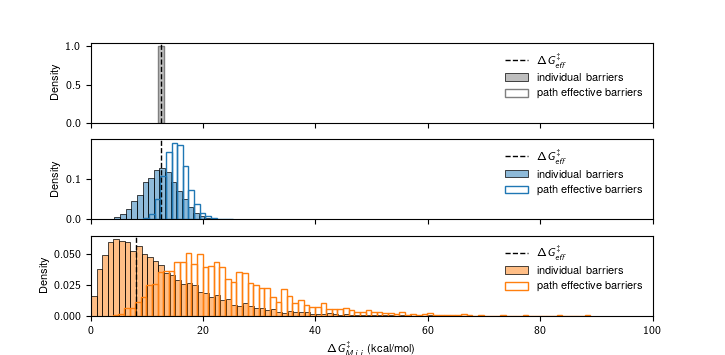 1.0
0.5
0.0
Density
ΔG‡eff
individual barriers
path effective barriers
0.1
0.0
Density
ΔG‡eff
individual barriers
path effective barriers
0.050
0.025
0.000
Density
ΔG‡eff
individual barriers
path effective barriers
0 20 40 60 80 100
ΔG‡M,i,j (kcal/mol)